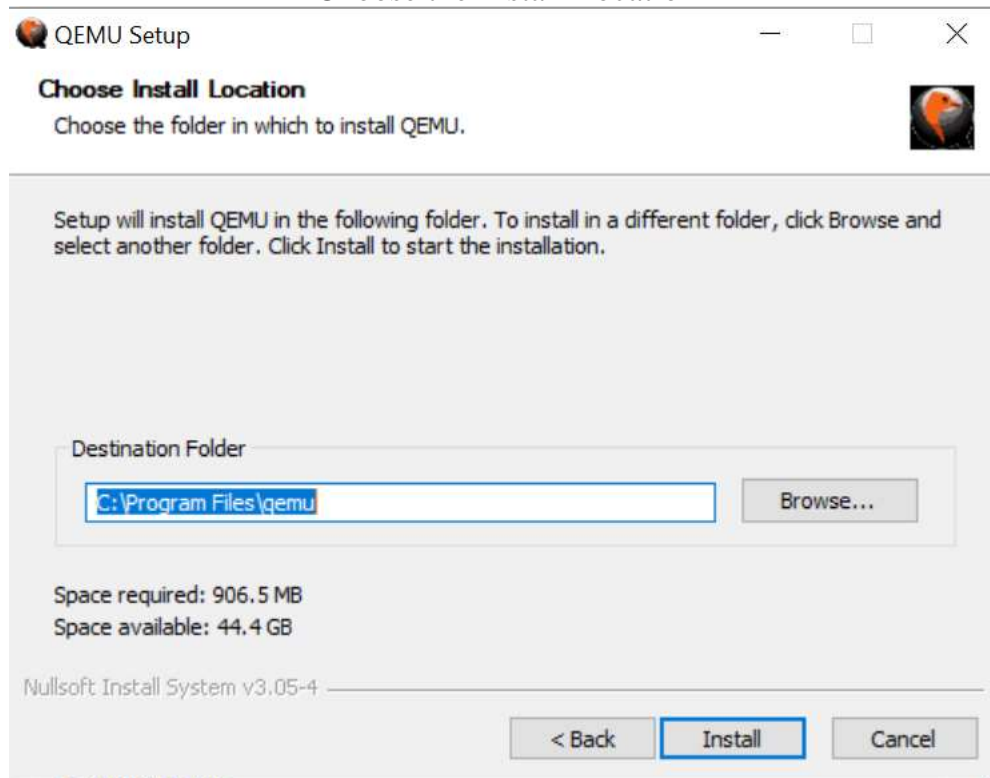 QEMU Setup
Choose Install Location
Choose the folder in which to install QEMU.
Setup will install QEMU in the following folder. To install in a different folder, click Browse and
select another folder. Click Install to start the installation.
Destination Folder
C:\Program Files\qemu
Browse...
Space required: 906.5 MB
Space available: 44.4 GB
Nullsoft Install System v3.05-4
< Back
Install
Cancel